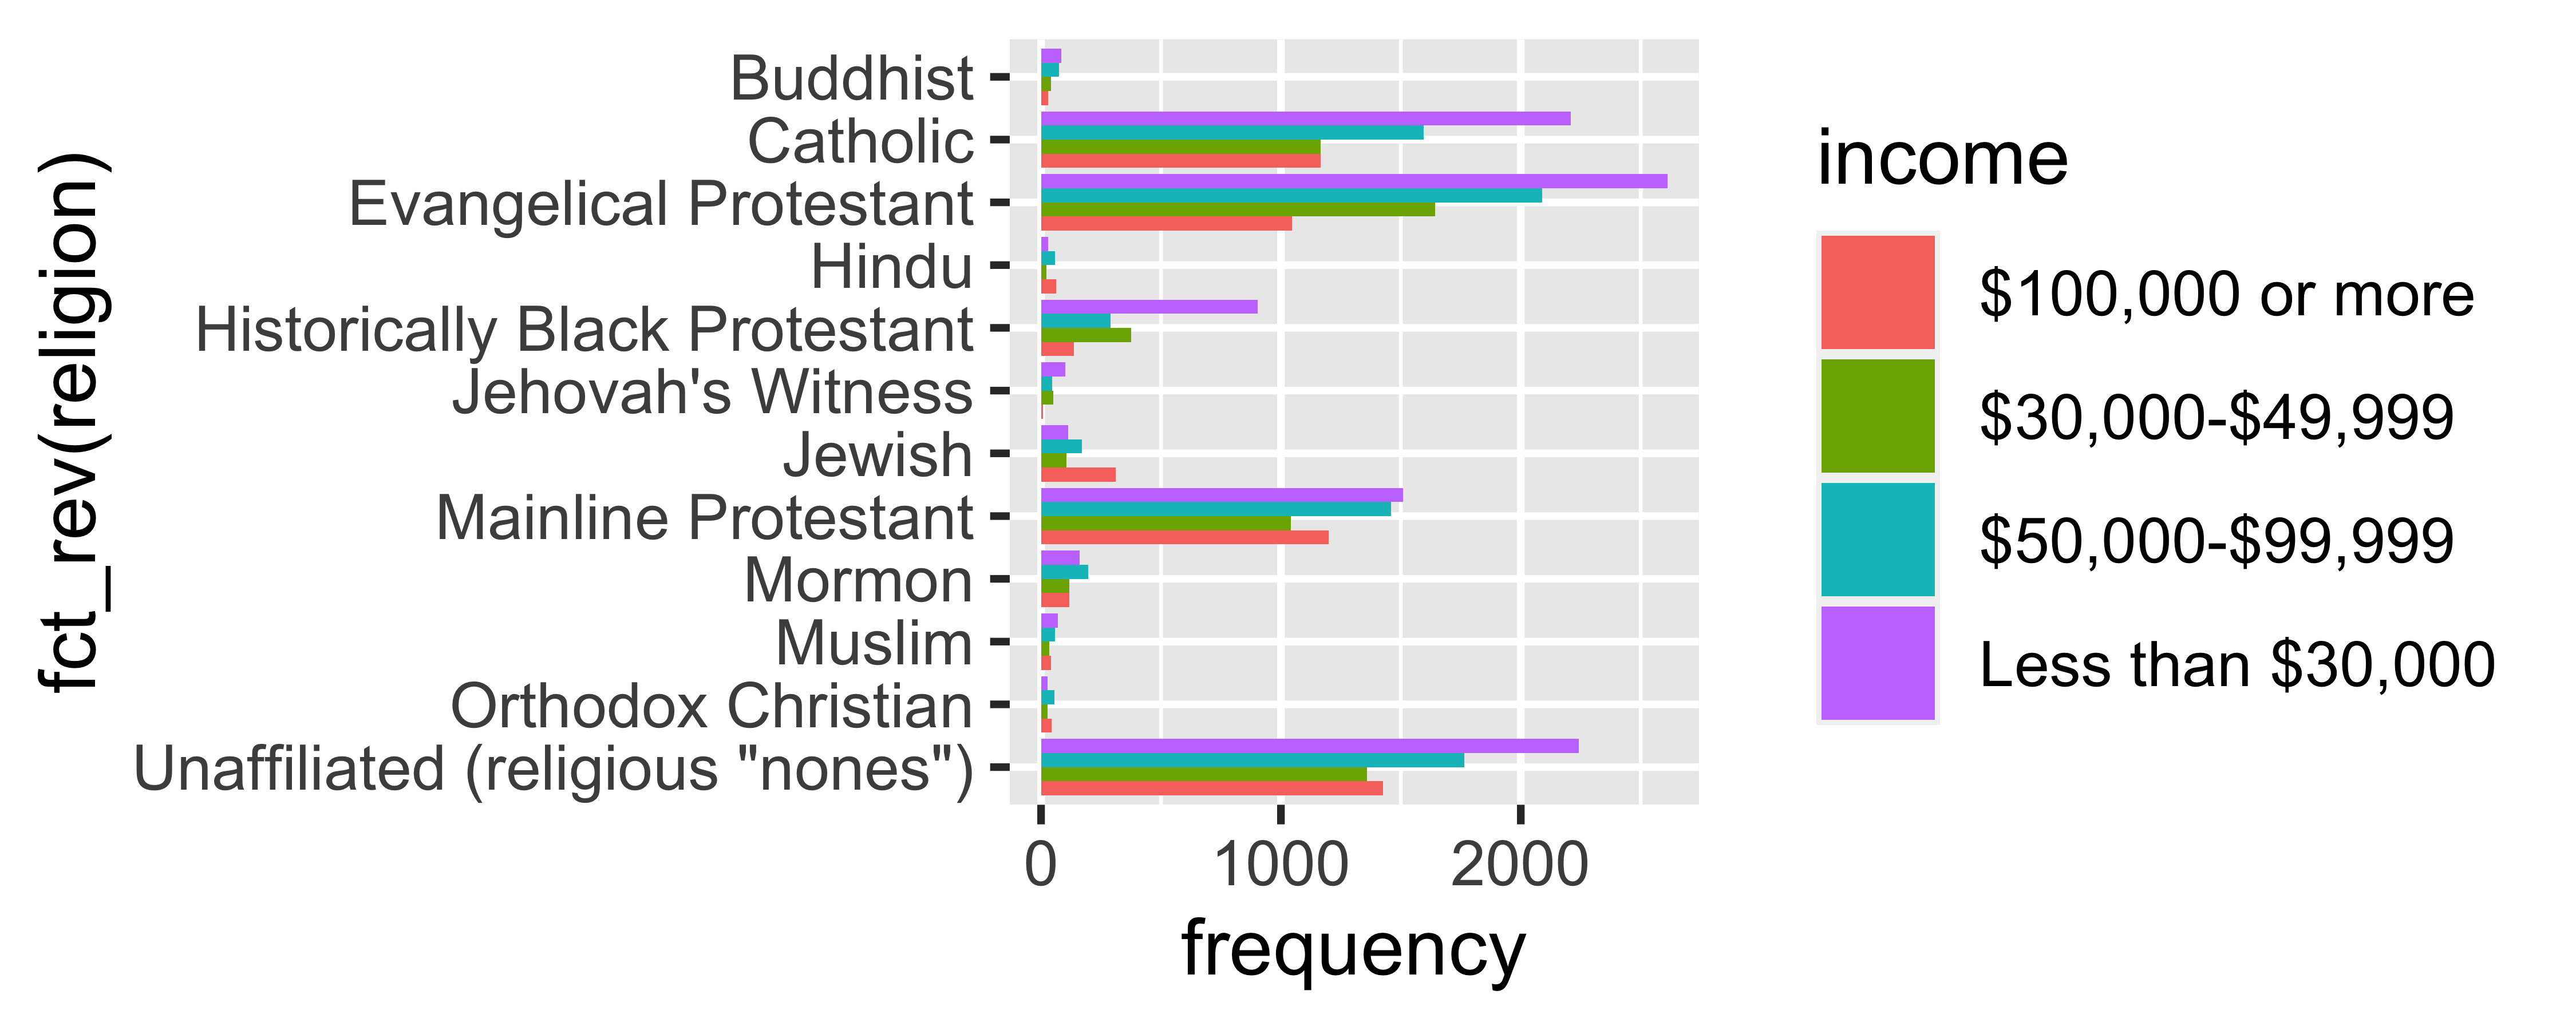 fct_rev(religion)
Buddhist
Catholic
Evangelical Protestant
Hindu
Historically Black Protestant
Jehovah's Witness
Jewish
Mainline Protestant
Mormon
Muslim
Orthodox Christian
Unaffiliated (religious "nones")
0 1000 2000
frequency
income
$100,000 or more
$30,000-$49,999
$50,000-$99,999
Less than $30,000